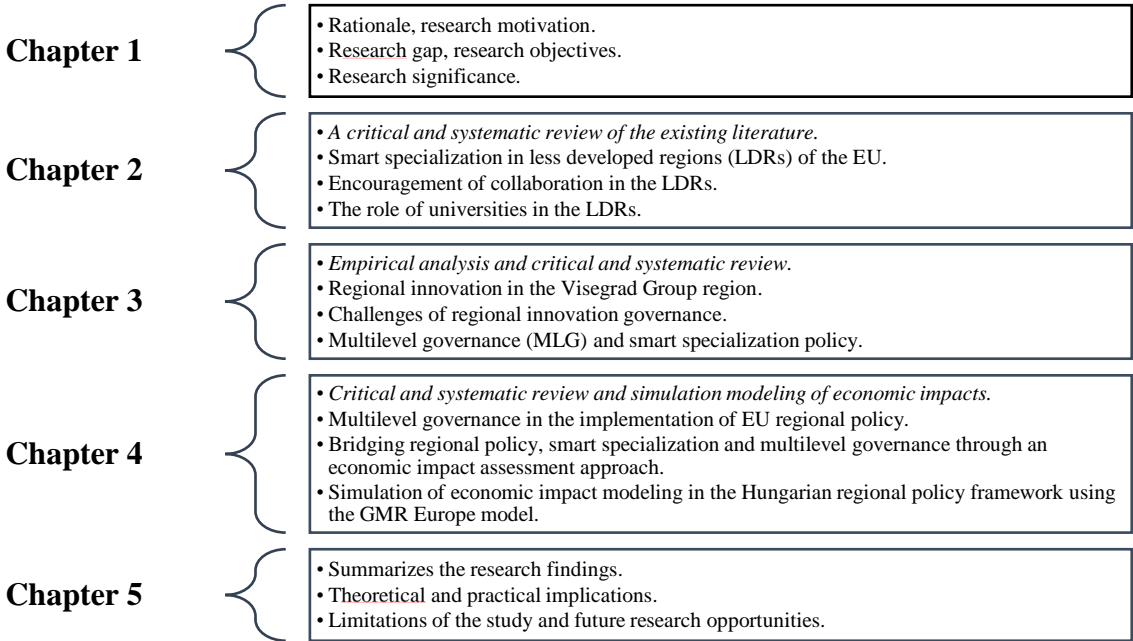 Chapter 1
• Rationale, research motivation.
• Research gap, research objectives.
• Research significance.
Chapter 2
• A critical and systematic review of the existing literature.
• Smart specialization in less developed regions (LDRs) of the EU.
• Encouragement of collaboration in the LDRs.
• The role of universities in the LDRs.
Chapter 3
• Empirical analysis and critical and systematic review.
• Regional innovation in the Visegrad Group region.
• Challenges of regional innovation governance.
• Multilevel governance (MLG) and smart specialization policy.
Chapter 4
• Critical and systematic review and simulation modeling of economic impacts.
• Multilevel governance in the implementation of EU regional policy.
• Bridging regional policy, smart specialization and multilevel governance through an
economic impact assessment approach.
• Simulation of economic impact modeling in the Hungarian regional policy framework using
the GMR Europe model.
Chapter 5
• Summarizes the research findings.
• Theoretical and practical implications.
• Limitations of the study and future research opportunities.